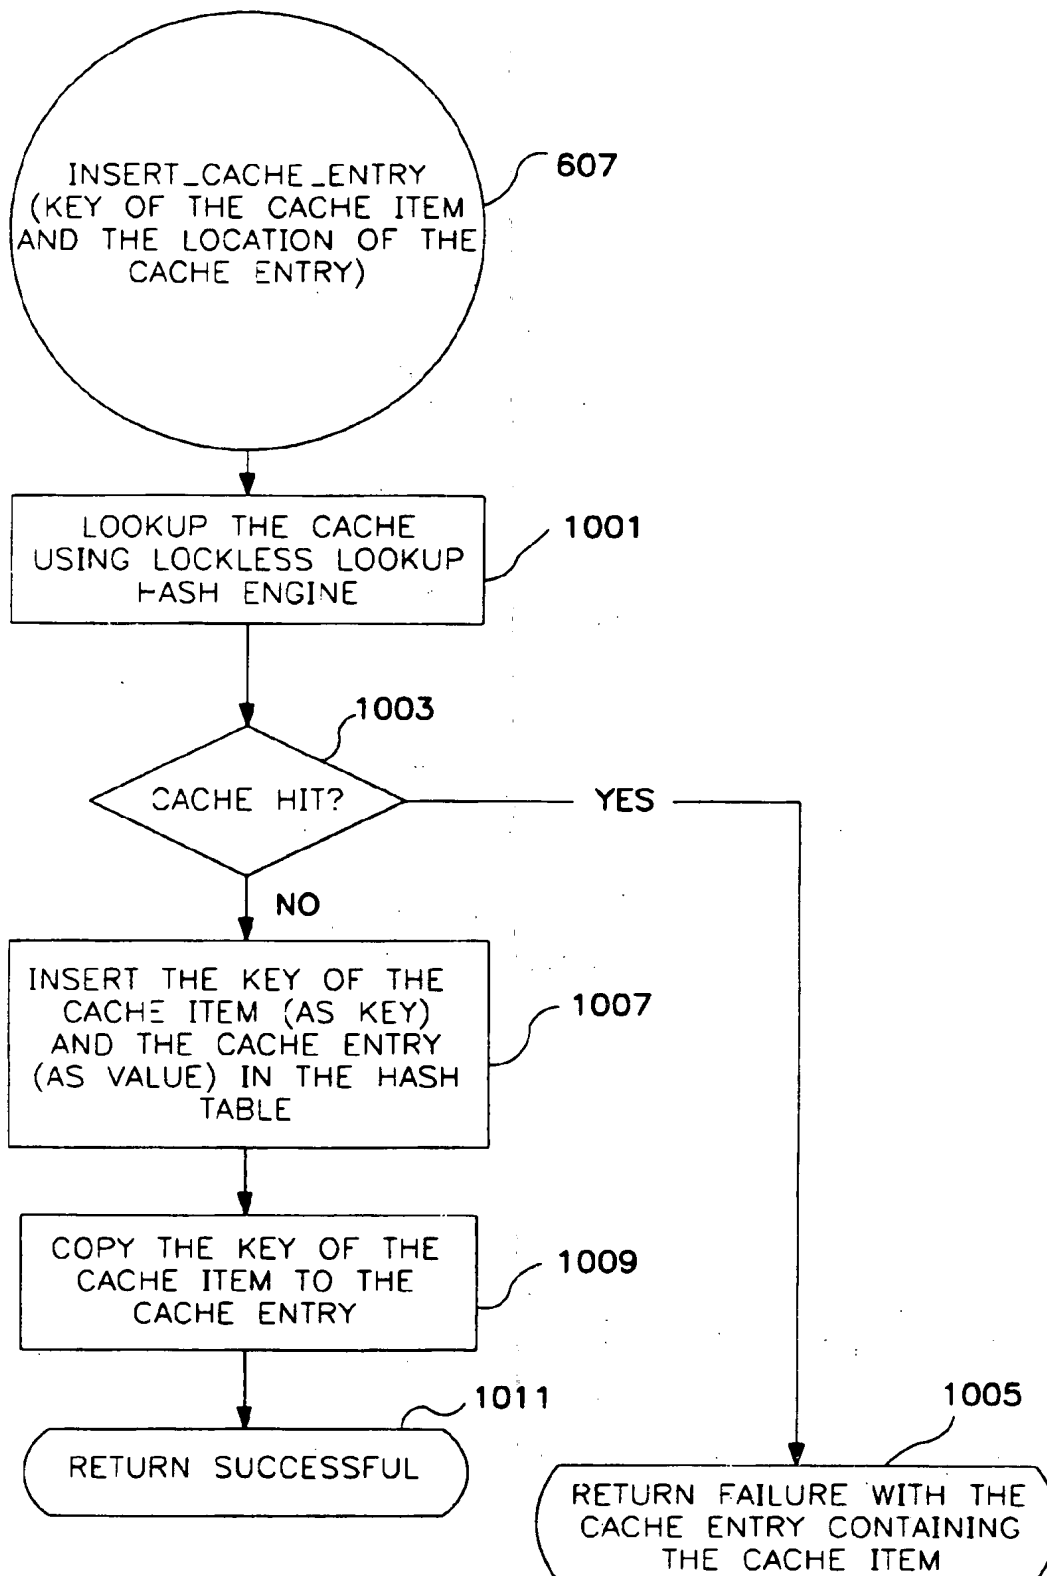 INSERT_CACHE_ENTRY
(KEY OF THE CACHE ITEM
AND THE LOCATION OF THE
CACHE ENTRY)
607
LOOKUP THE CACHE
USING LOCKLESS LOOKUP
HASH ENGINE
1001
1003
CACHE HIT?
YES
NO
INSERT THE KEY OF THE
CACHE ITEM (AS KEY)
AND THE CACHE ENTRY
(AS VALUE) IN THE HASH
TABLE
1007
COPY THE KEY OF THE
CACHE ITEM TO THE
CACHE ENTRY
1009
1011
RETURN SUCCESSFUL
1005
RETURN FAILURE WITH THE
CACHE ENTRY CONTAINING
THE CACHE ITEM